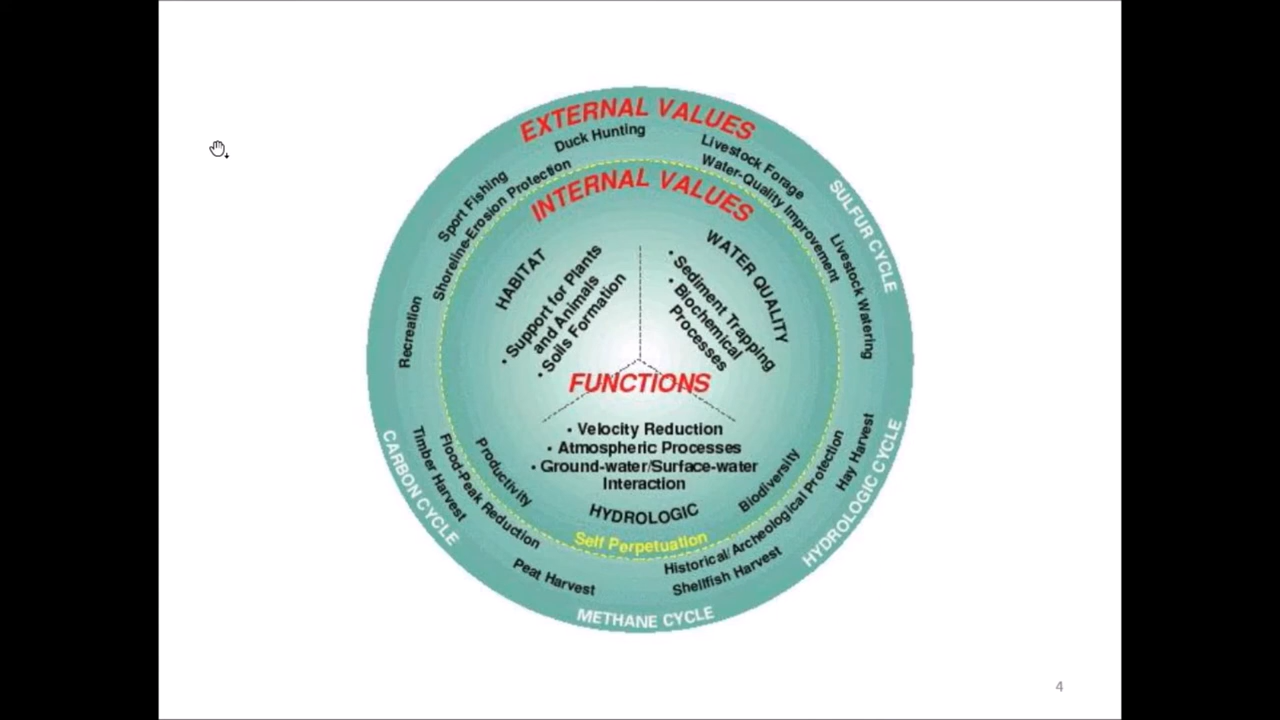 EXTERNAL VALUES
Duck Hunting
Livestock Forage
Water-Quality Improvement
Sport Fishing
Shoreline-Erosion Protection
INTERNAL VALUES
SULFUR CYCLE
Livestock Watering
Recreation
HABITAT
• Support for Plants
and Animals
• Soils Formation
WATER QUALITY
• Sediment Trapping
• Biochemical
Processes
FUNCTIONS
• Velocity Reduction
• Atmospheric Processes
• Ground-water/Surface-water
Interaction
HYDROLOGIC
Productivity
Biodiversity
Self Perpetuation
CARBON CYCLE
Timber Harvest
Flood-Peak Reduction
Peat Harvest
Historical/Archeological Protection
Shellfish Harvest
Hay Harvest
HYDROLOGIC CYCLE
METHANE CYCLE
4